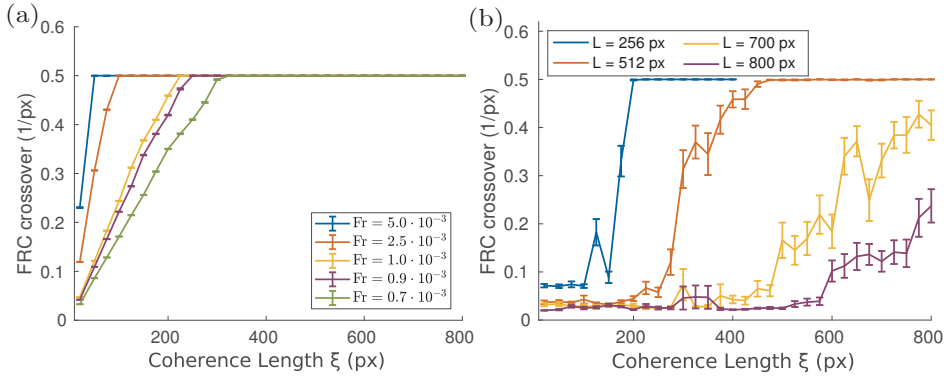 (a)
FRC crossover (1/px)
0.6
0.5
0.4
0.3
0.2
0.1
0
Fr = 5.0 · 10⁻³
Fr = 2.5 · 10⁻³
Fr = 1.0 · 10⁻³
Fr = 0.9 · 10⁻³
Fr = 0.7 · 10⁻³
200 400 600 800
Coherence Length ξ (px)
(b)
FRC crossover (1/px)
0.6
0.5
0.4
0.3
0.2
0.1
0
L = 256 px
L = 512 px
L = 700 px
L = 800 px
200 400 600 800
Coherence Length ξ (px)